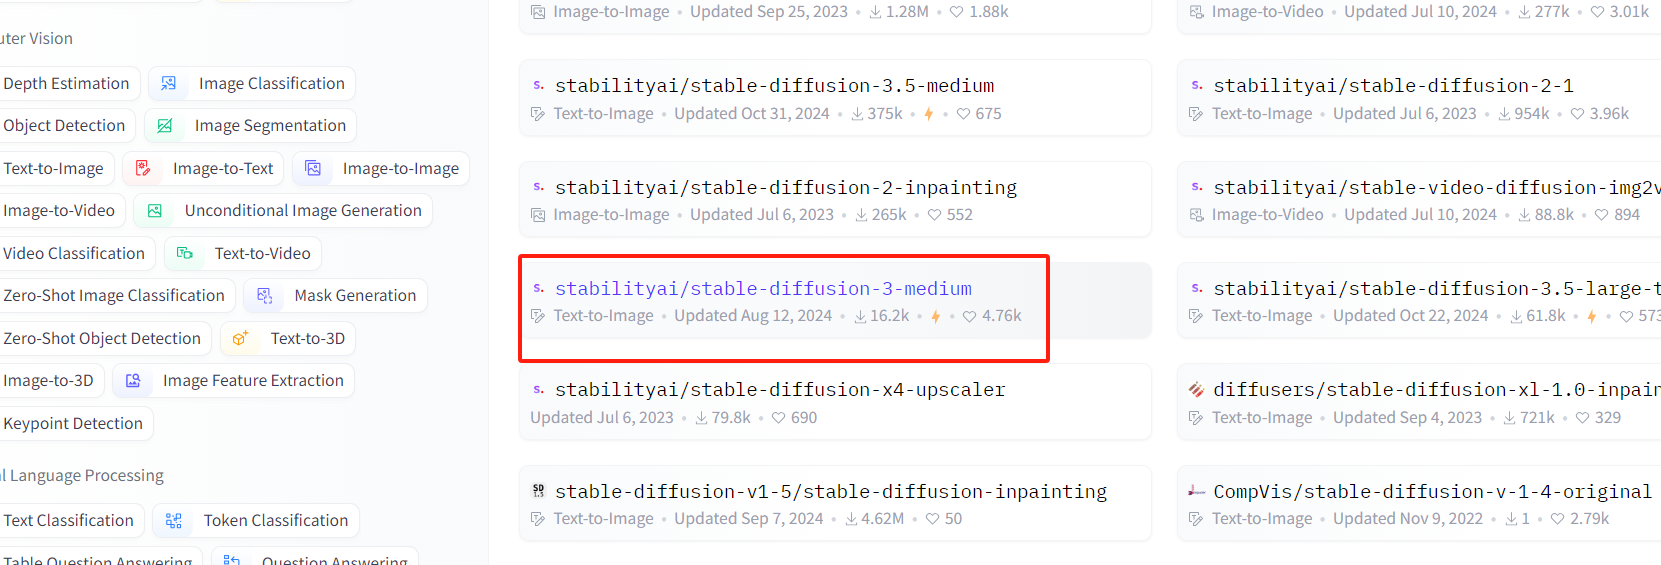 Image-to-Image • Updated Sep 25, 2023 • 1.28M • 1.88k
Image-to-Video • Updated Jul 10, 2024 • 277k • 3.01k
uter Vision
Depth Estimation
Image Classification
Object Detection
Image Segmentation
Text-to-Image
Image-to-Text
Image-to-Image
Image-to-Video
Unconditional Image Generation
Video Classification
Text-to-Video
Zero-Shot Image Classification
Mask Generation
Zero-Shot Object Detection
Text-to-3D
Image-to-3D
Image Feature Extraction
Keypoint Detection
l Language Processing
Text Classification
Token Classification
Table Question Answering
Question Answering
s. stabilityai/stable-diffusion-3.5-medium
Text-to-Image • Updated Oct 31, 2024 • 375k • 675
s. stabilityai/stable-diffusion-2-1
Text-to-Image • Updated Jul 6, 2023 • 954k • 3.96k
s. stabilityai/stable-diffusion-2-inpainting
Image-to-Image • Updated Jul 6, 2023 • 265k • 552
s. stabilityai/stable-video-diffusion-img2v
Image-to-Video • Updated Jul 10, 2024 • 88.8k • 894
s. stabilityai/stable-diffusion-3-medium
Text-to-Image • Updated Aug 12, 2024 • 16.2k • 4.76k
s. stabilityai/stable-diffusion-3.5-large-t
Text-to-Image • Updated Oct 22, 2024 • 61.8k • 573
s. stabilityai/stable-diffusion-x4-upscaler
Updated Jul 6, 2023 • 79.8k • 690
diffusers/stable-diffusion-xl-1.0-inpain
Text-to-Image • Updated Sep 4, 2023 • 721k • 329
SD 1.5 stable-diffusion-v1-5/stable-diffusion-inpainting
Text-to-Image • Updated Sep 7, 2024 • 4.62M • 50
CompVis/stable-diffusion-v-1-4-original
Text-to-Image • Updated Nov 9, 2022 • 1 • 2.79k